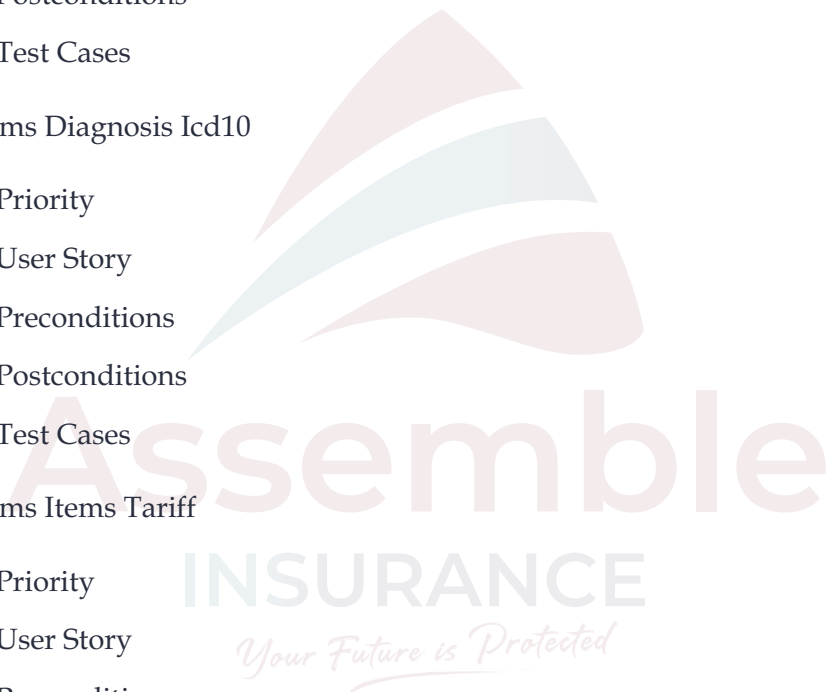 Postconditions
Test Cases
ms Diagnosis Icd10
Priority
User Story
Preconditions
Postconditions
Test Cases
Assemble
ms Items Tariff
INSURANCE
Priority
User Story
Your Future is Protected